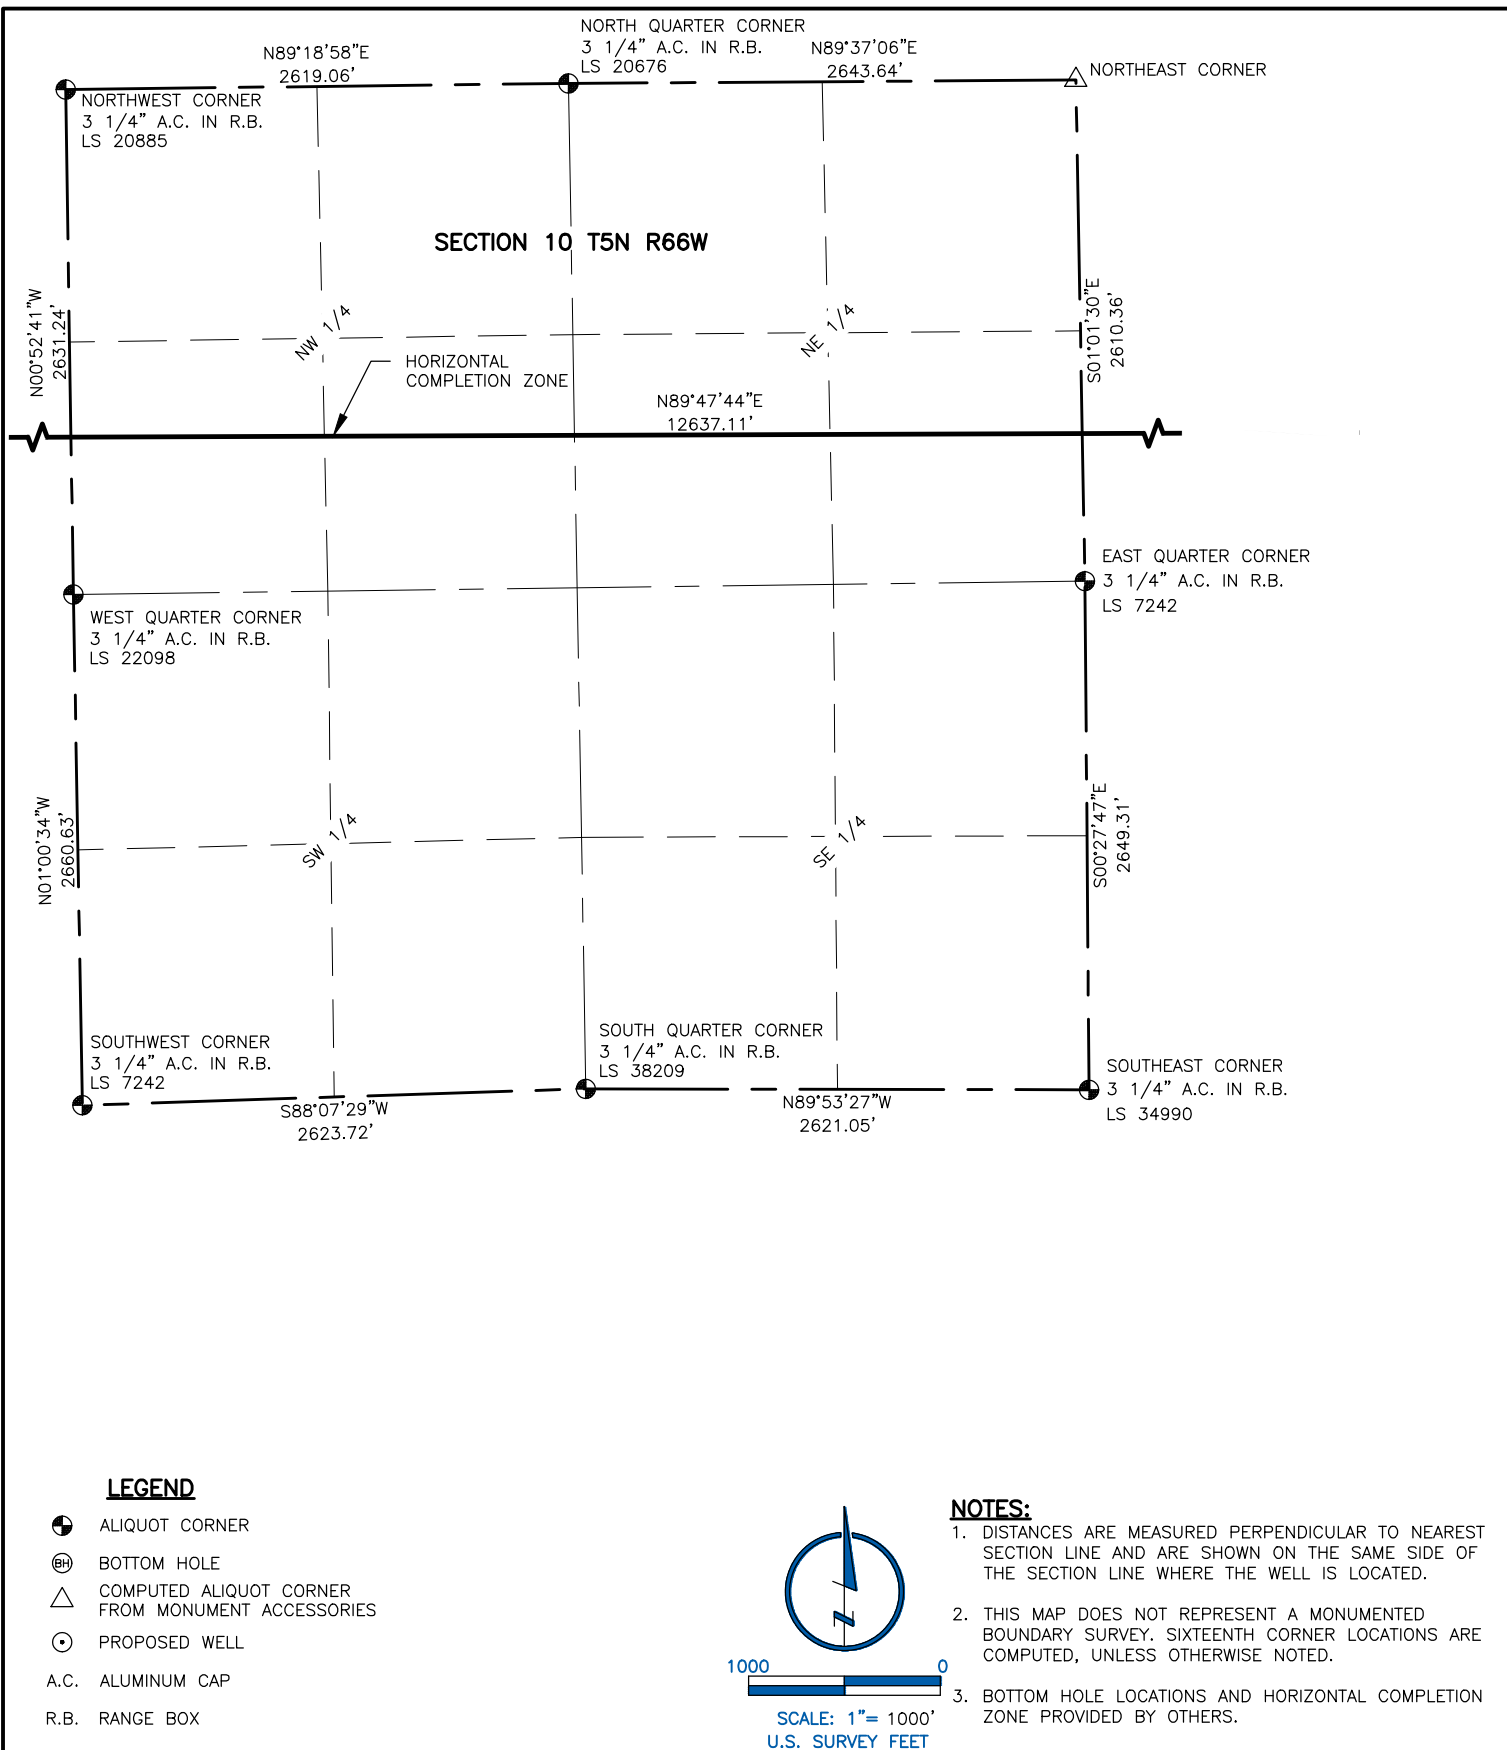 NORTH QUARTER CORNER
3 1/4" A.C. IN R.B.
LS 20676
N89°18'58"E
2619.06'
N89°37'06"E
2643.64'
NORTHEAST CORNER
NORTHWEST CORNER
3 1/4" A.C. IN R.B.
LS 20885
SECTION 10 T5N R66W
N00°52'41"W
2631.24'
NW 1/4
NE 1/4
S01°01'30"E
2610.36'
HORIZONTAL
COMPLETION ZONE
N89°47'44"E
12637.11'
EAST QUARTER CORNER
3 1/4" A.C. IN R.B.
LS 7242
WEST QUARTER CORNER
3 1/4" A.C. IN R.B.
LS 22098
N01°00'34"W
2660.63'
SW 1/4
SE 1/4
S00°27'47"E
2649.31'
SOUTHWEST CORNER
3 1/4" A.C. IN R.B.
LS 7242
SOUTH QUARTER CORNER
3 1/4" A.C. IN R.B.
LS 38209
SOUTHEAST CORNER
3 1/4" A.C. IN R.B.
LS 34990
S88°07'29"W
2623.72'
N89°53'27"W
2621.05'
LEGEND
ALIQUOT CORNER
BH BOTTOM HOLE
COMPUTED ALIQUOT CORNER
FROM MONUMENT ACCESSORIES
PROPOSED WELL
A.C. ALUMINUM CAP
R.B. RANGE BOX
N
1000 0
SCALE: 1"= 1000'
U.S. SURVEY FEET
NOTES:
1. DISTANCES ARE MEASURED PERPENDICULAR TO NEAREST
SECTION LINE AND ARE SHOWN ON THE SAME SIDE OF
THE SECTION LINE WHERE THE WELL IS LOCATED.
2. THIS MAP DOES NOT REPRESENT A MONUMENTED
BOUNDARY SURVEY. SIXTEENTH CORNER LOCATIONS ARE
COMPUTED, UNLESS OTHERWISE NOTED.
3. BOTTOM HOLE LOCATIONS AND HORIZONTAL COMPLETION
ZONE PROVIDED BY OTHERS.